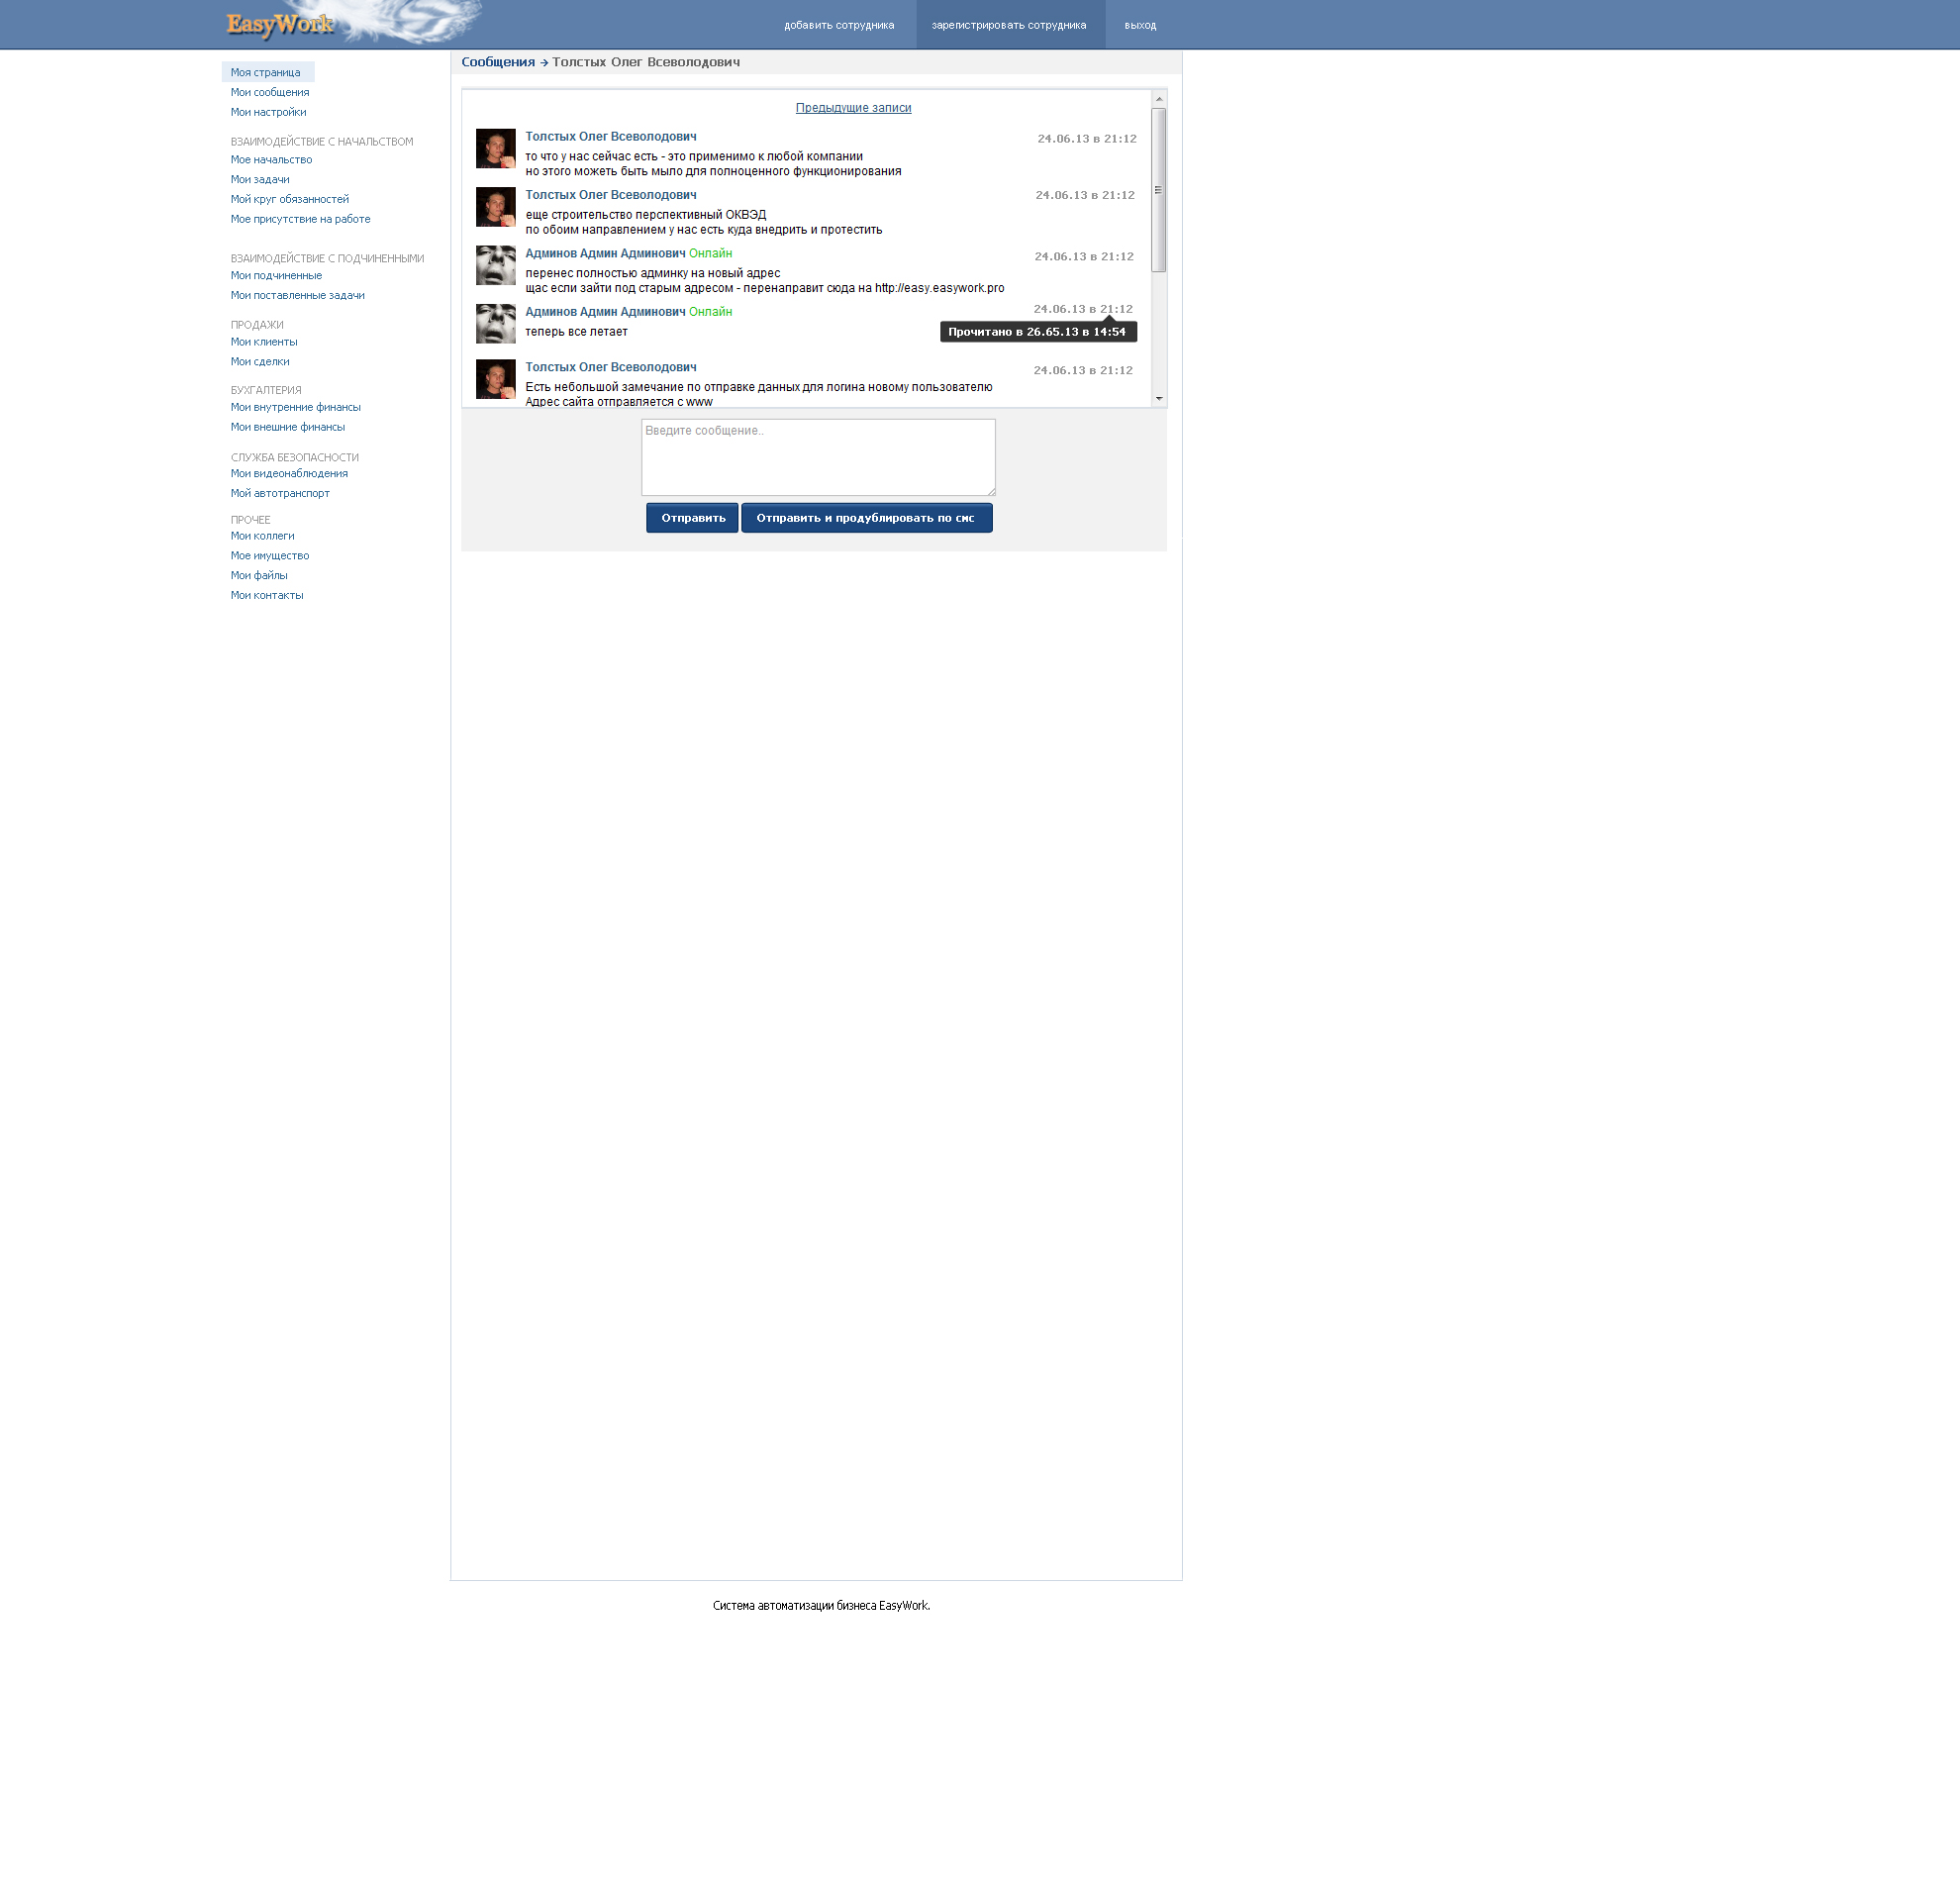 EasyWork
добавить сотрудника
зарегистрировать сотрудника
выход
Моя страница
Мои сообщения
Мои настройки
ВЗАИМОДЕЙСТВИЕ С НАЧАЛЬСТВОМ
Мое начальство
Мои задачи
Мой круг обязанностей
Мое присутствие на работе
ВЗАИМОДЕЙСТВИЕ С ПОДЧИНЕННЫМИ
Мои подчиненные
Мои поставленные задачи
ПРОДАЖИ
Мои клиенты
Мои сделки
БУХГАЛТЕРИЯ
Мои внутренние финансы
Мои внешние финансы
СЛУЖБА БЕЗОПАСНОСТИ
Мои видеонаблюдения
Мой автотранспорт
ПРОЧЕЕ
Мои коллеги
Мое имущество
Мои файлы
Мои контакты
Сообщения → Толстых Олег Всеволодович
Предыдущие записи
Толстых Олег Всеволодович 24.06.13 в 21:12
то что у нас сейчас есть - это применимо к любой компании
но этого можеть быть мыло для полноценного функционирования
Толстых Олег Всеволодович 24.06.13 в 21:12
еще строительство перспективный ОКВЭД
по обоим направлением у нас есть куда внедрить и протестить
Админов Админ Админович Онлайн 24.06.13 в 21:12
перенес полностью админку на новый адрес
щас если зайти под старым адресом - перенаправит сюда на http://easy.easywork.pro
Админов Админ Админович Онлайн 24.06.13 в 21:12
теперь все летает
Прочитано в 26.65.13 в 14:54
Толстых Олег Всеволодович 24.06.13 в 21:12
Есть небольшой замечание по отправке данных для логина новому пользователю
Адрес сайта отправляется с www
Введите сообщение..
Отправить
Отправить и продублировать по смс
Система автоматизации бизнеса EasyWork.